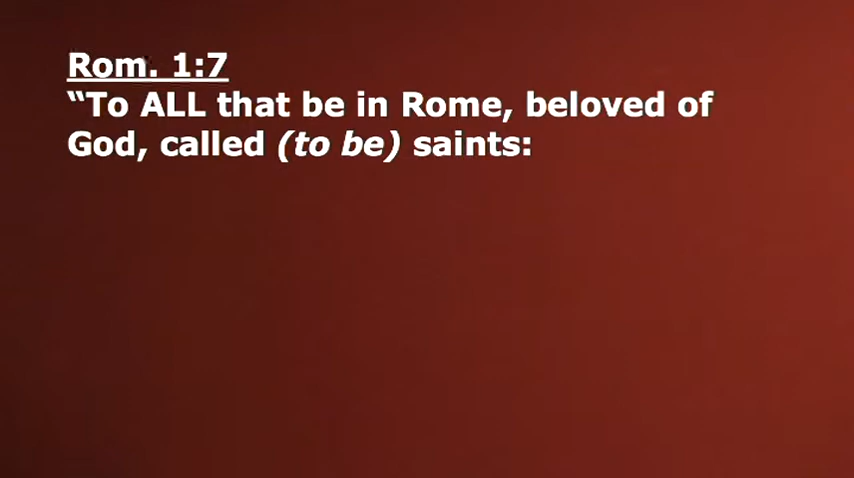 Rom. 1:7
“To ALL that be in Rome, beloved of
God, called (to be) saints: